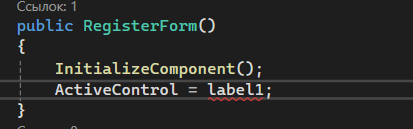 Ссылок: 1
public RegisterForm()
{
InitializeComponent();
ActiveControl = label1;
}